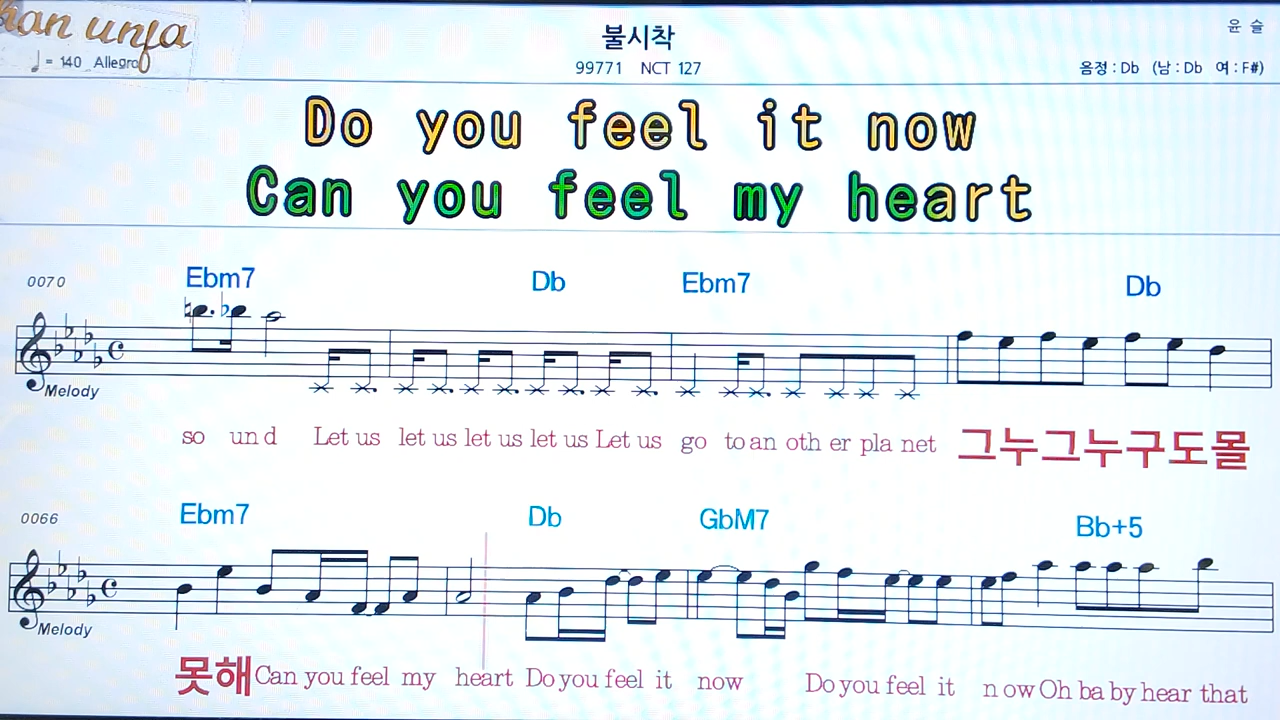 han unfa
♩ = 140 Allegro
불시착
99771 NCT 127
윤 슬
음정 : Db (남 : Db 여 : F#)
Do you feel it now
Can you feel my heart
0070
Ebm7 Db Ebm7 Db
Melody
so und Let us let us let us let us Let us go to an oth er pla net 그누그누구도몰
0066
Ebm7 Db GbM7 Bb+5
Melody
못해 Can you feel my heart Do you feel it now Do you feel it now Oh ba by hear that